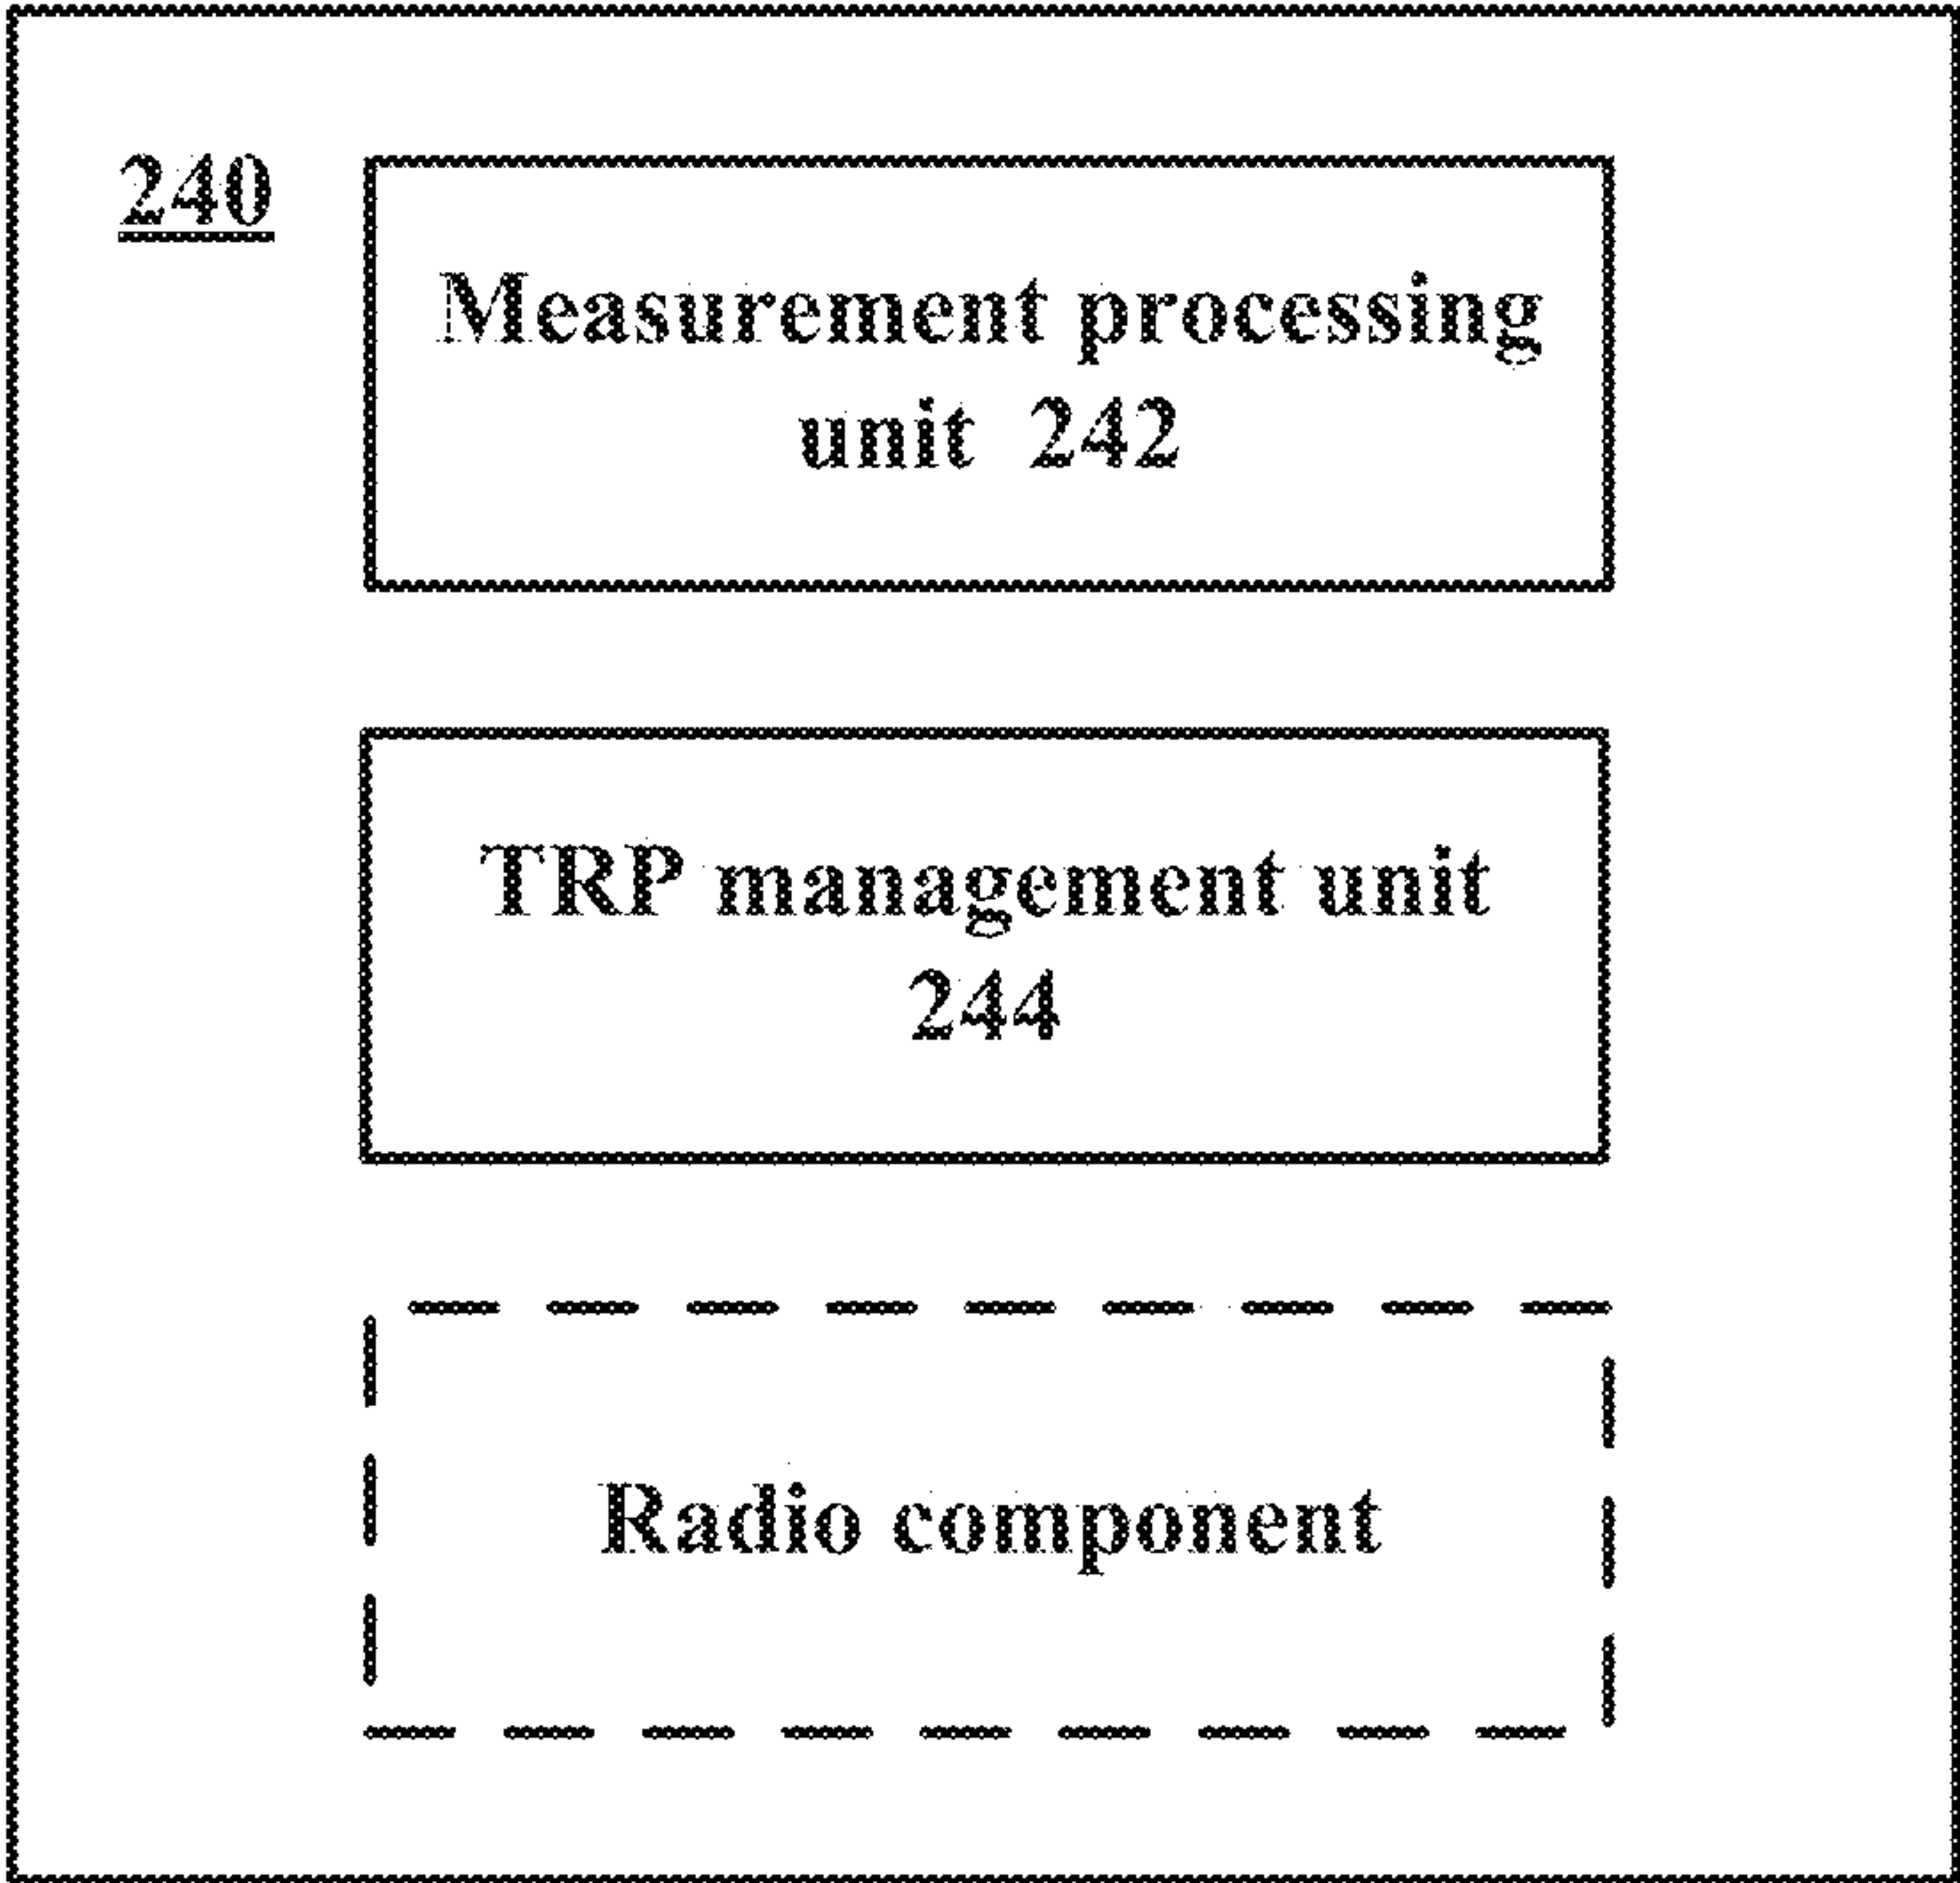 240
Measurement processing
unit 242
TRP management unit
244
Radio component